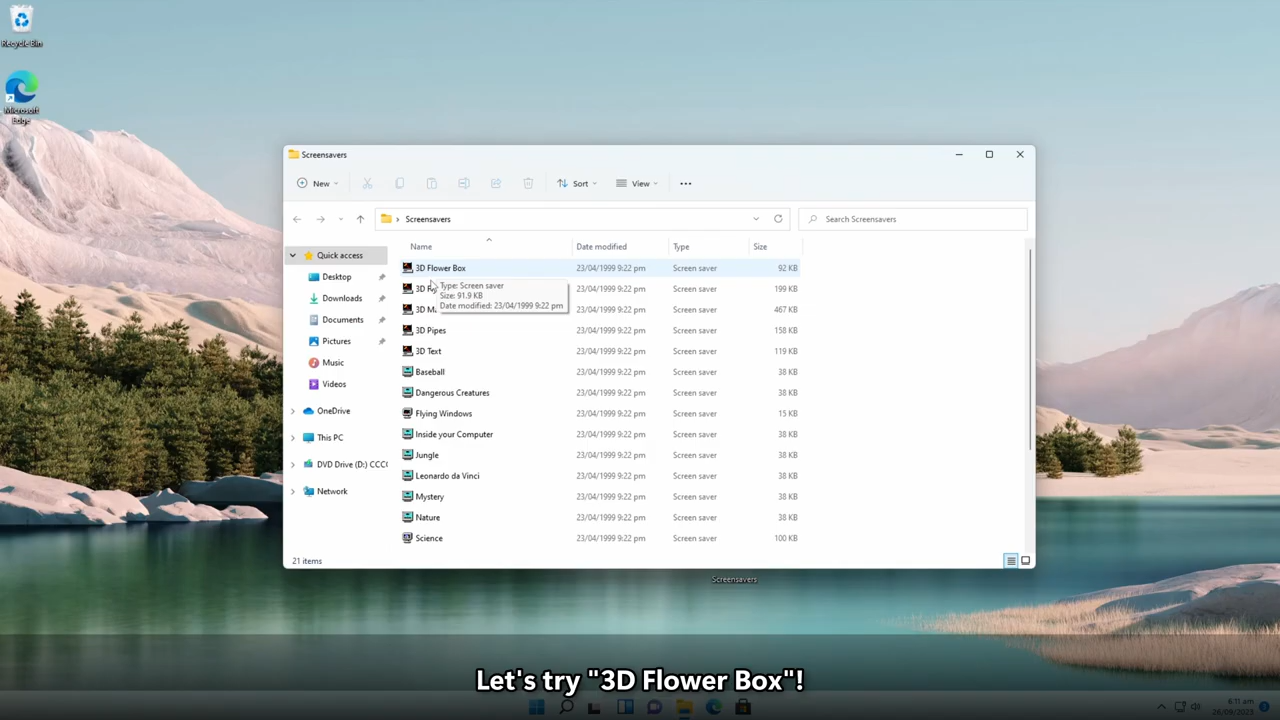 Recycle Bin
Microsoft
Edge
Screensavers
New
Sort
View
Screensavers
Search Screensavers
Name
Date modified
Type
Size
Quick access
Desktop
Downloads
Documents
Pictures
Music
Videos
OneDrive
This PC
DVD Drive (D:) CCC
Network
3D Flower Box 23/04/1999 9:22 pm Screen saver 92 KB
3D 23/04/1999 9:22 pm Screen saver 199 KB
3D 23/04/1999 9:22 pm Screen saver 467 KB
Type: Screen saver
Size: 91.9 KB
Date modified: 23/04/1999 9:22 pm
3D Pipes 23/04/1999 9:22 pm Screen saver 158 KB
3D Text 23/04/1999 9:22 pm Screen saver 119 KB
Baseball 23/04/1999 9:22 pm Screen saver 38 KB
Dangerous Creatures 23/04/1999 9:22 pm Screen saver 38 KB
Flying Windows 23/04/1999 9:22 pm Screen saver 15 KB
Inside your Computer 23/04/1999 9:22 pm Screen saver 38 KB
Jungle 23/04/1999 9:22 pm Screen saver 38 KB
Leonardo da Vinci 23/04/1999 9:22 pm Screen saver 38 KB
Mystery 23/04/1999 9:22 pm Screen saver 38 KB
Nature 23/04/1999 9:22 pm Screen saver 38 KB
Science 23/04/1999 9:22 pm Screen saver 100 KB
21 items
Screensavers
Let's try "3D Flower Box"!
6:11 am